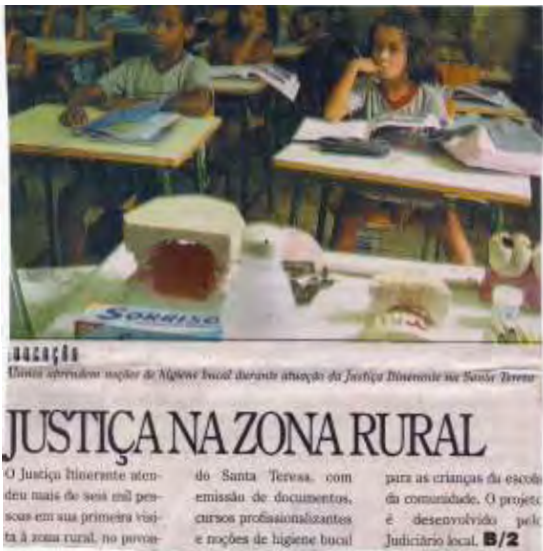 SORRISO
EDUCAÇÃO
Alunos aprendem noções de higiene bucal durante atuação da Justiça Itinerante na Santa Teresa
JUSTIÇA NA ZONA RURAL
O Justiça Itinerante aten-
deu mais de seis mil pes-
soas em sua primeira visi-
ta à zona rural, no povoa-
do Santa Teresa, com
emissão de documentos,
cursos profissionalizantes
e noções de higiene bucal
para as crianças da escola
da comunidade. O projeto
é desenvolvido pelo
Judiciário local. B/2